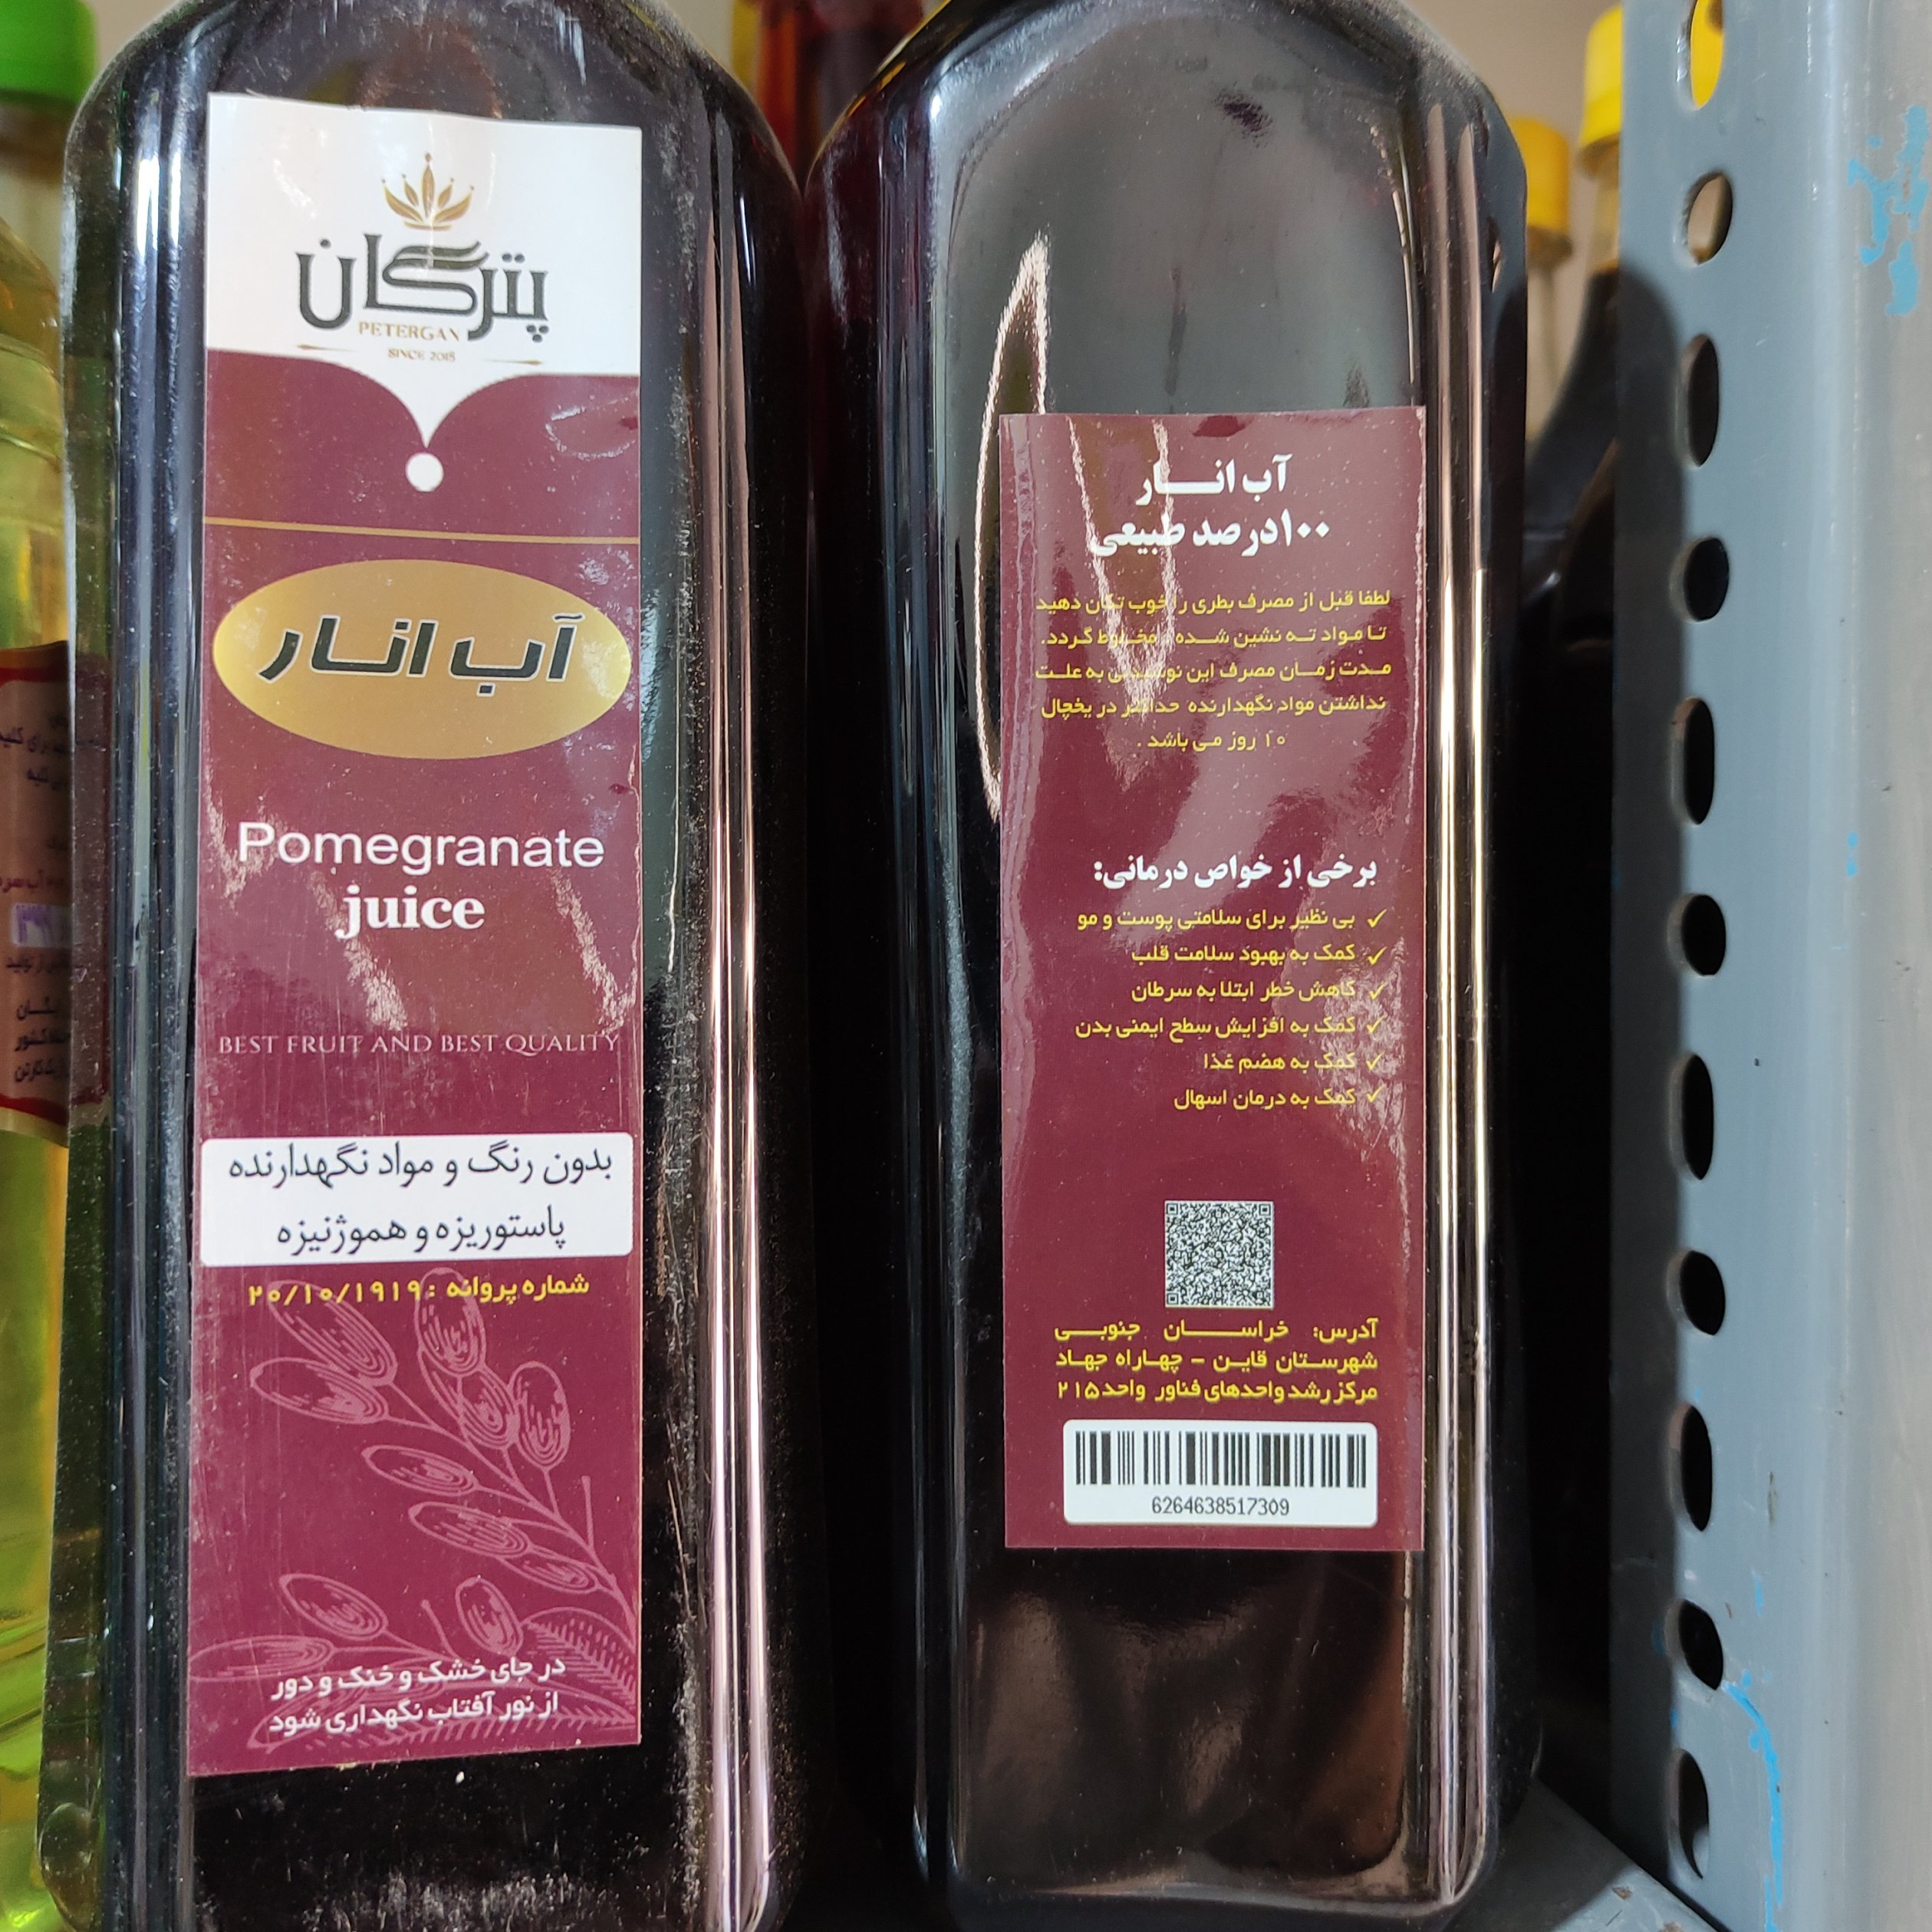 پترگان
PETERGAN
SINCE 2018
آب انار
Pomegranate
juice
BEST FRUIT AND BEST QUALITY
بدون رنگ و مواد نگهدارنده
پاستوریزه و هموژنیزه
شماره پروانه : ۲۰/۱۰/۱۹۱۹
در جای خشک و خنک و دور
از نور آفتاب نگهداری شود
آب انار
۱۰۰درصد طبیعی
لطفا قبل از مصرف بطری را خوب تکان دهید
تا مواد ته نشین شده، مخلوط گردد.
مدت زمان مصرف این نوشیدنی به علت
نداشتن مواد نگهدارنده حداکثر در یخچال
۱۰ روز می باشد .
برخی از خواص درمانی:
✓ بی نظیر برای سلامتی پوست و مو
✓ کمک به بهبود سلامت قلب
✓ کاهش خطر ابتلا به سرطان
✓ کمک به افزایش سطح ایمنی بدن
✓ کمک به هضم غذا
✓ کمک به درمان اسهال
آدرس: خراسان جنوبی
شهرستان قاین - چهاراه جهاد
مرکز رشد واحدهای فناور واحد ۲۱۵
6264638517309